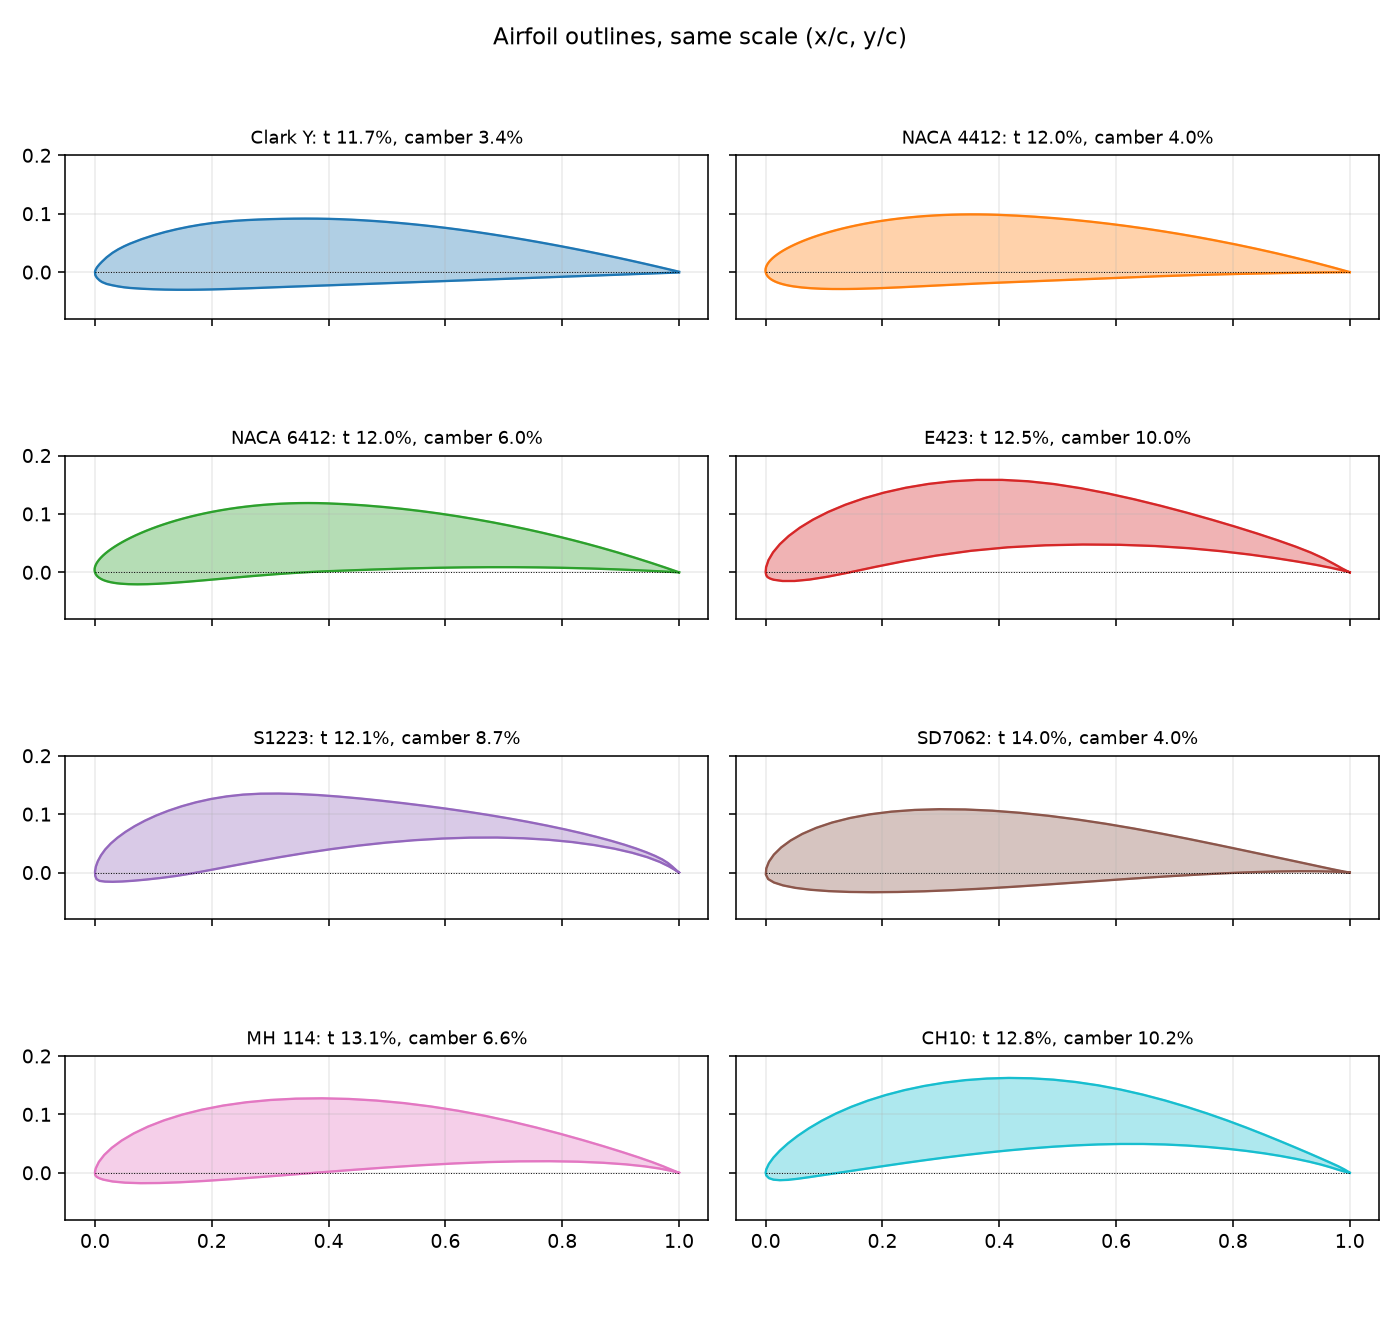 Airfoil outlines, same scale (x/c, y/c)
Clark Y: t 11.7%, camber 3.4%
NACA 4412: t 12.0%, camber 4.0%
0.2
0.1
0.0
NACA 6412: t 12.0%, camber 6.0%
E423: t 12.5%, camber 10.0%
0.2
0.1
0.0
S1223: t 12.1%, camber 8.7%
SD7062: t 14.0%, camber 4.0%
0.2
0.1
0.0
MH 114: t 13.1%, camber 6.6%
CH10: t 12.8%, camber 10.2%
0.2
0.1
0.0
0.0 0.2 0.4 0.6 0.8 1.0
0.0 0.2 0.4 0.6 0.8 1.0